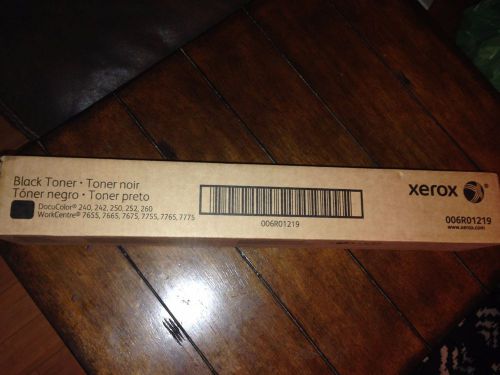 Black Toner • Toner noir
Tóner negro • Toner preto
DocuColor® 240, 242, 250, 252, 260
WorkCentre® 7655, 7665, 7675, 7755, 7765, 7775
006R01219
xerox
006R01219
www.xerox.com